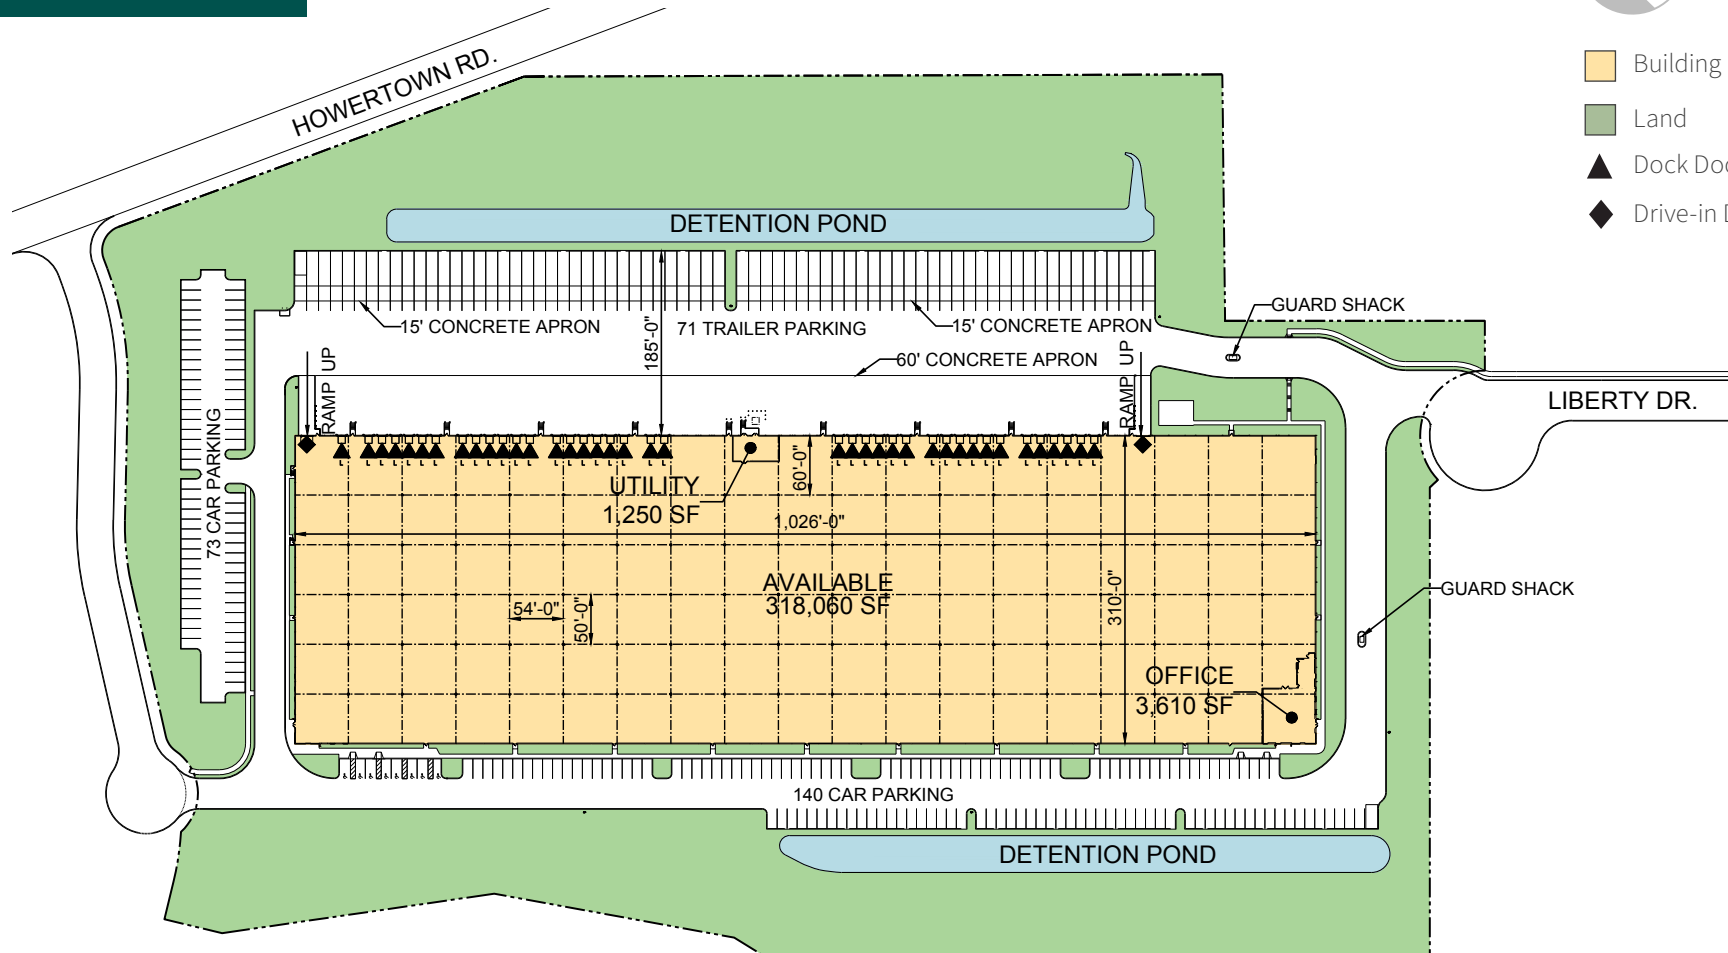 HOWERTOWN RD.
Building
Land
Dock Doo
Drive-in D
DETENTION POND
GUARD SHACK
15' CONCRETE APRON
71 TRAILER PARKING
15' CONCRETE APRON
185'-0"
60' CONCRETE APRON
RAMP UP
RAMP UP
LIBERTY DR.
73 CAR PARKING
60'-0"
UTILITY
1,250 SF
1,026'-0"
AVAILABLE
318,060 SF
54'-0"
50'-0"
310'-0"
GUARD SHACK
OFFICE
3,610 SF
140 CAR PARKING
DETENTION POND